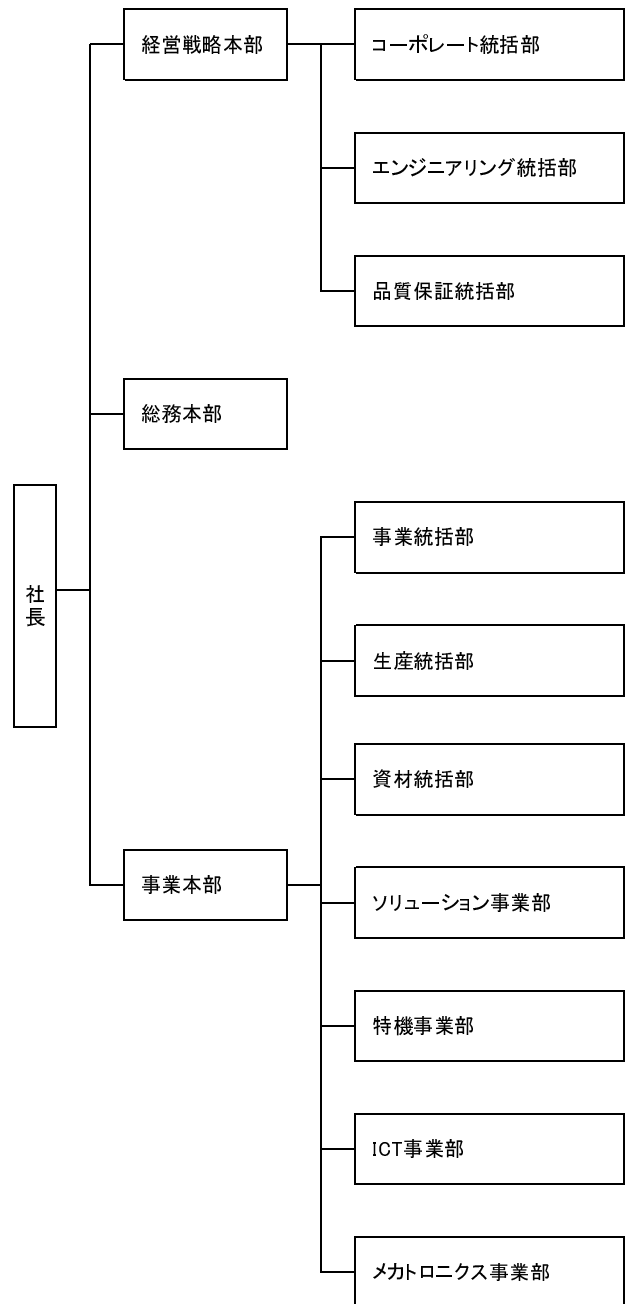 経営戦略本部
コーポレート統括部
エンジニアリング統括部
品質保証統括部
総務本部
社長
事業統括部
生産統括部
資材統括部
事業本部
ソリューション事業部
特機事業部
ICT事業部
メカトロニクス事業部